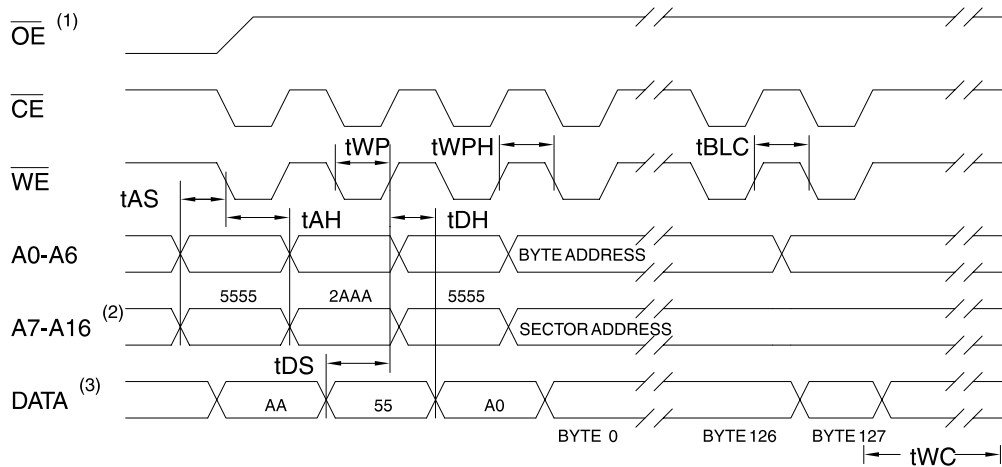 OE (1)
CE
tWP tWPH tBLC
WE
tAS tAH tDH
A0-A6 BYTE ADDRESS
5555 2AAA 5555
A7-A16 (2) SECTOR ADDRESS
tDS
DATA (3) AA 55 A0
BYTE 0 BYTE 126 BYTE 127
tWC